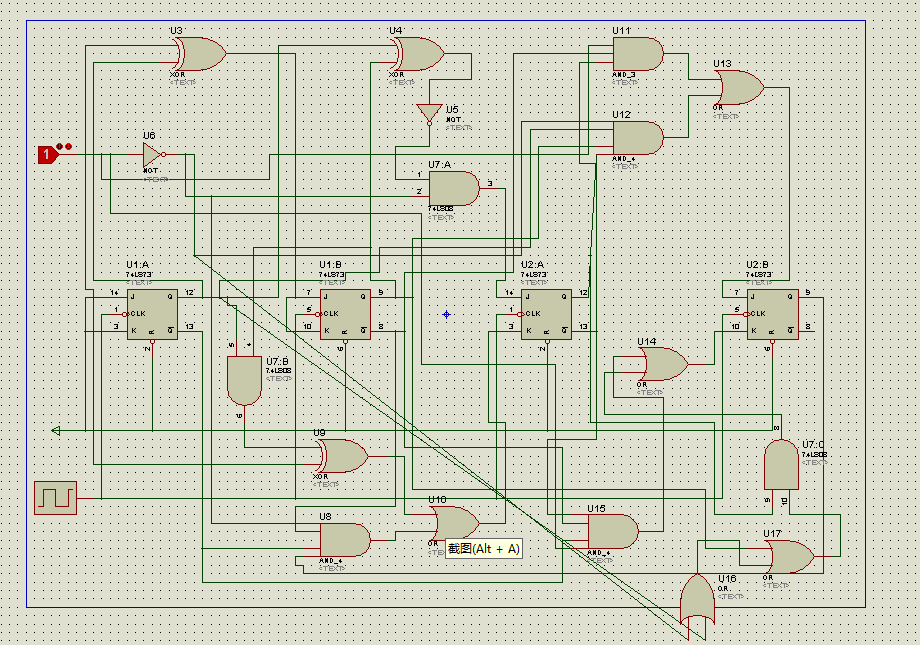 U3
XOR
<TEXT>
U4
XOR
<TEXT>
U11
AND_3
<TEXT>
U13
OR
<TEXT>
U5
NOT
<TEXT>
U12
AND_4
<TEXT>
1
U6
NOT
<TEXT>
U7:A
1
2
3
74LS08
<TEXT>
U1:A
74LS73
<TEXT>
14 J Q 12
1 CLK
3 K Q 13
R
2
U1:B
74LS73
<TEXT>
7 J Q 9
5 CLK
10 K Q 8
R
6
U2:A
74LS73
<TEXT>
14 J Q 12
1 CLK
3 K Q 13
R
2
U2:B
74LS73
<TEXT>
7 J Q 9
5 CLK
10 K Q 8
R
6
U14
OR
<TEXT>
5 4
U7:B
74LS08
<TEXT>
6
U9
XOR
<TEXT>
8
U7:C
74LS08
<TEXT>
9 10
U8
AND_4
<TEXT>
U10
OR
截图(Alt + A)
U15
AND_4
<TEXT>
U17
OR
<TEXT>
U16
OR
<TEXT>